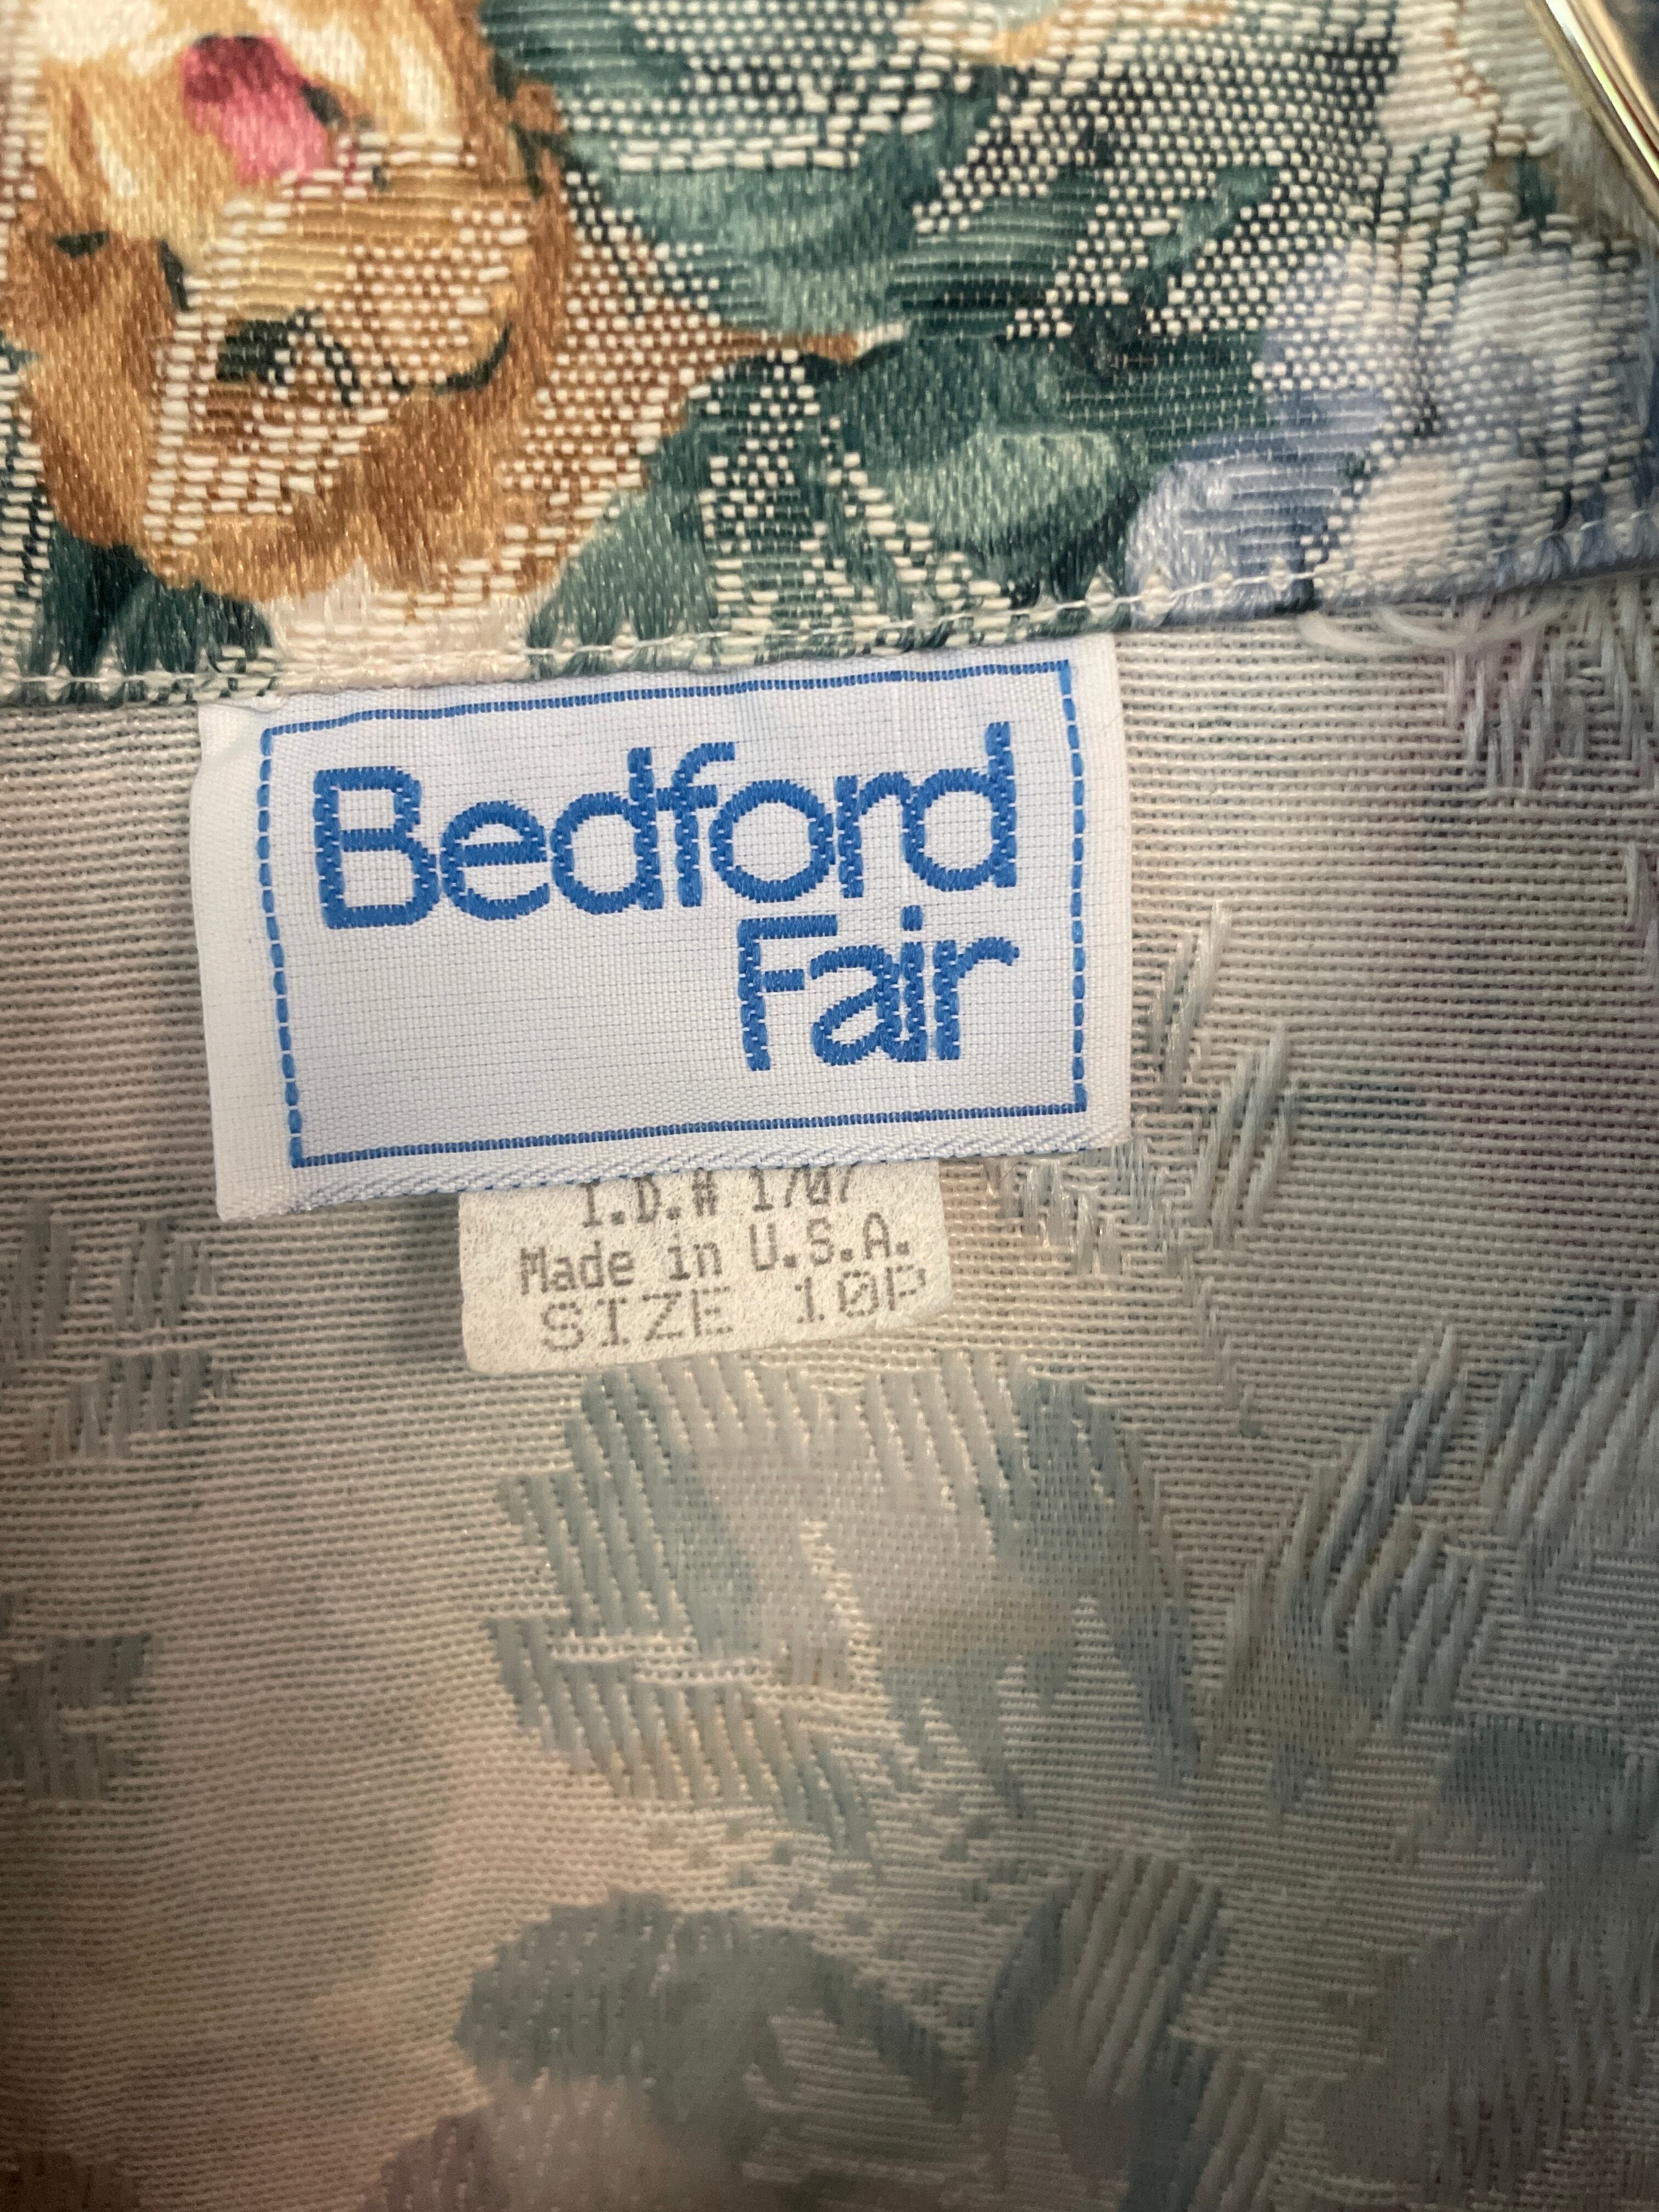 Bedford
Fair
I.D.# 1707
Made in U.S.A.
SIZE 10P